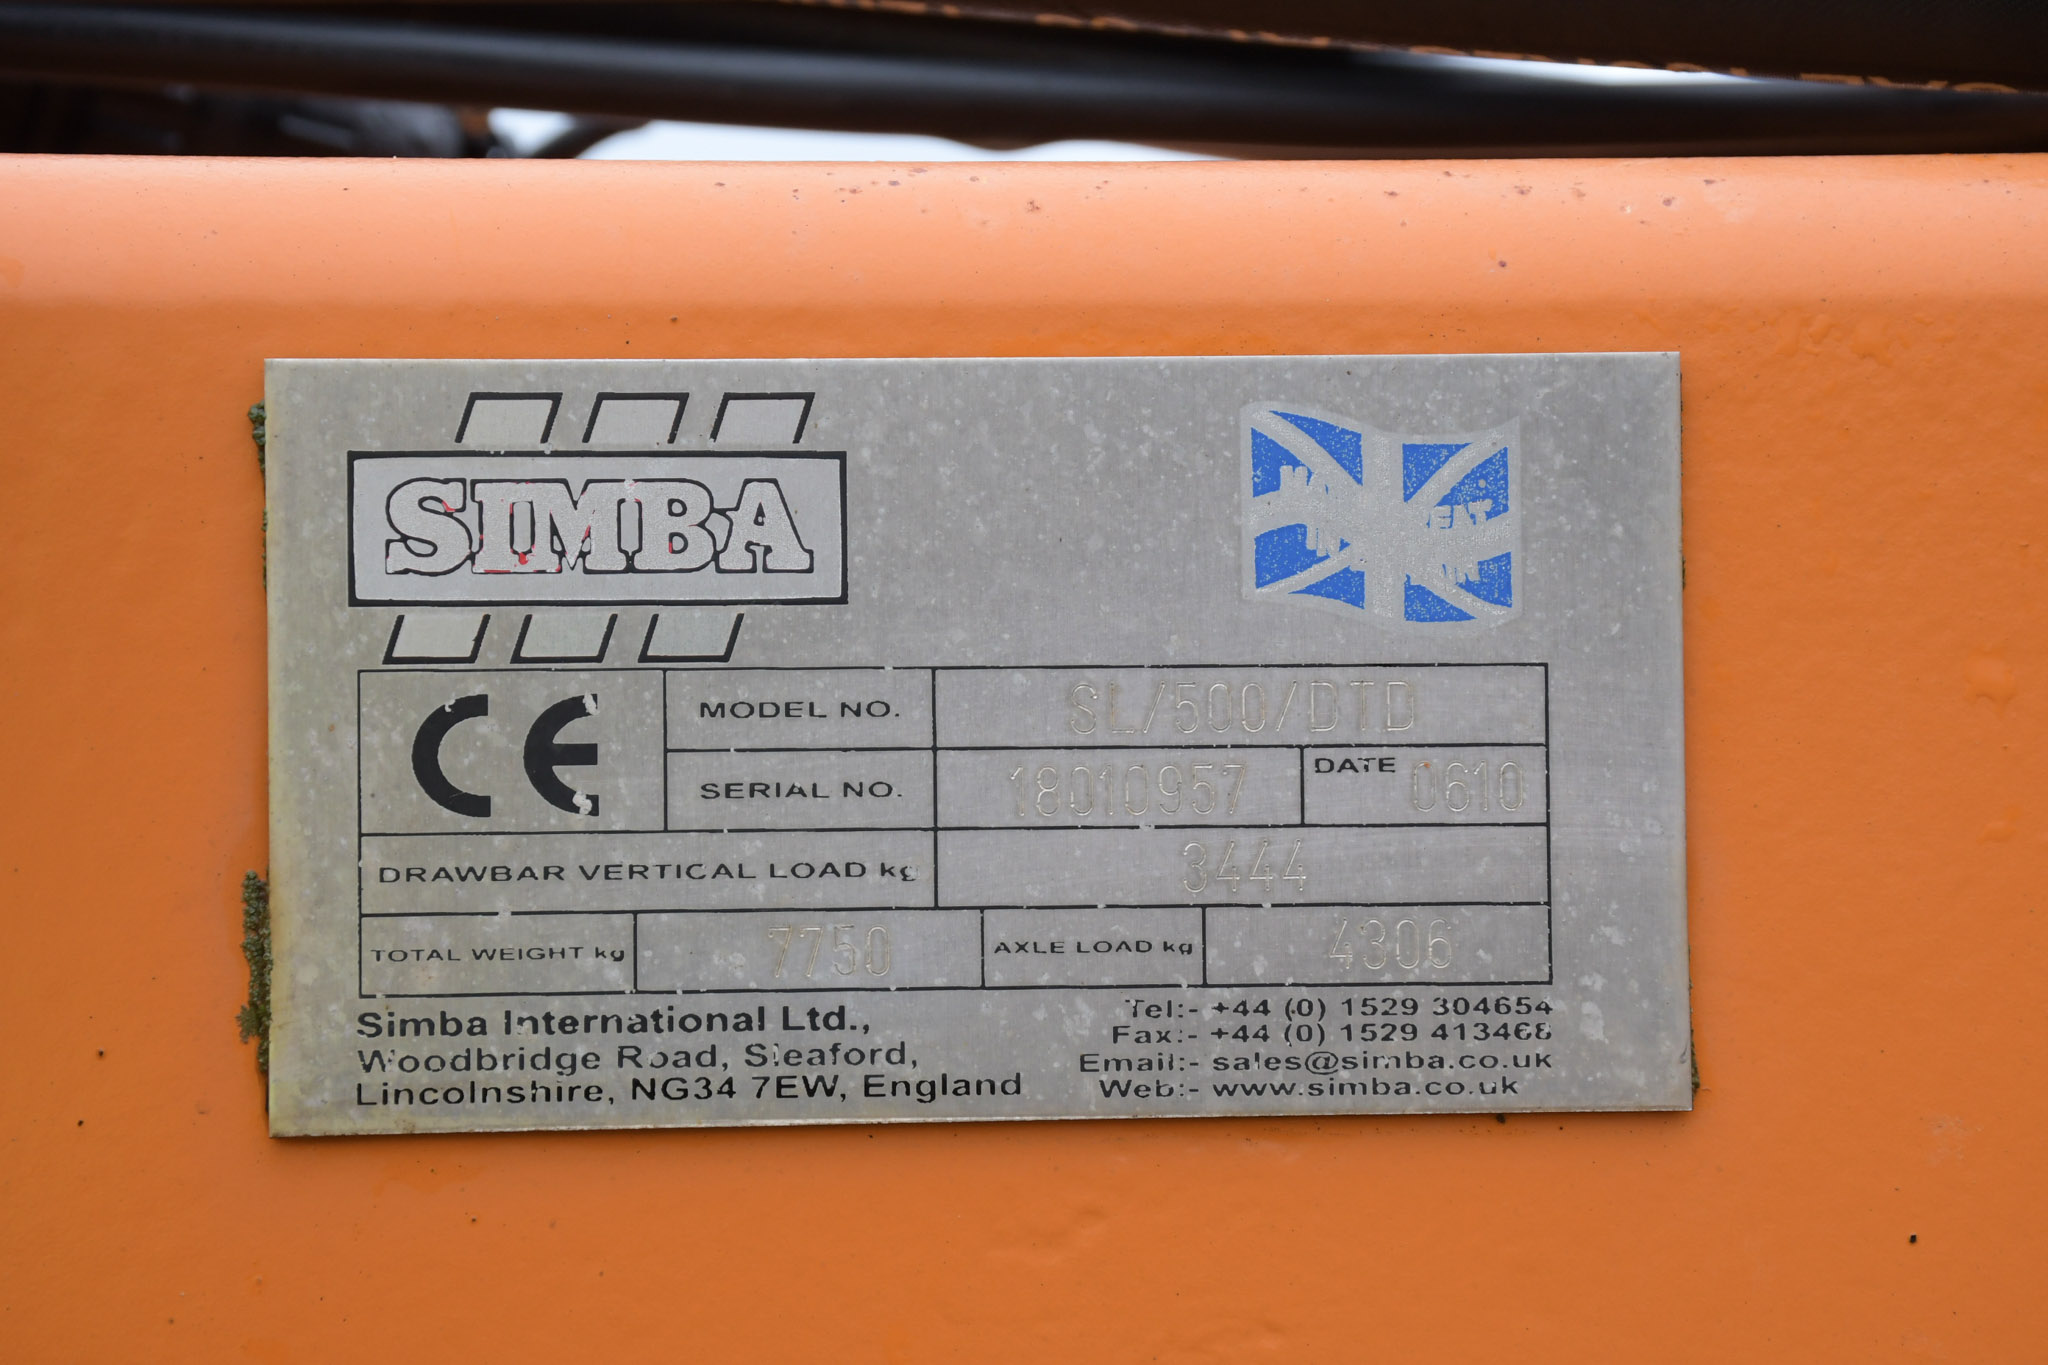 SIMBA
MODEL NO. SL/500/DTD
SERIAL NO. 18010957 DATE 0610
DRAWBAR VERTICAL LOAD kg 3444
TOTAL WEIGHT kg 7750 AXLE LOAD kg 4306
Simba International Ltd.,
Woodbridge Road, Sleaford,
Lincolnshire, NG34 7EW, England
Tel:- +44 (0) 1529 304654
Fax:- +44 (0) 1529 413468
Email:- sales@simba.co.uk
Web:- www.simba.co.uk